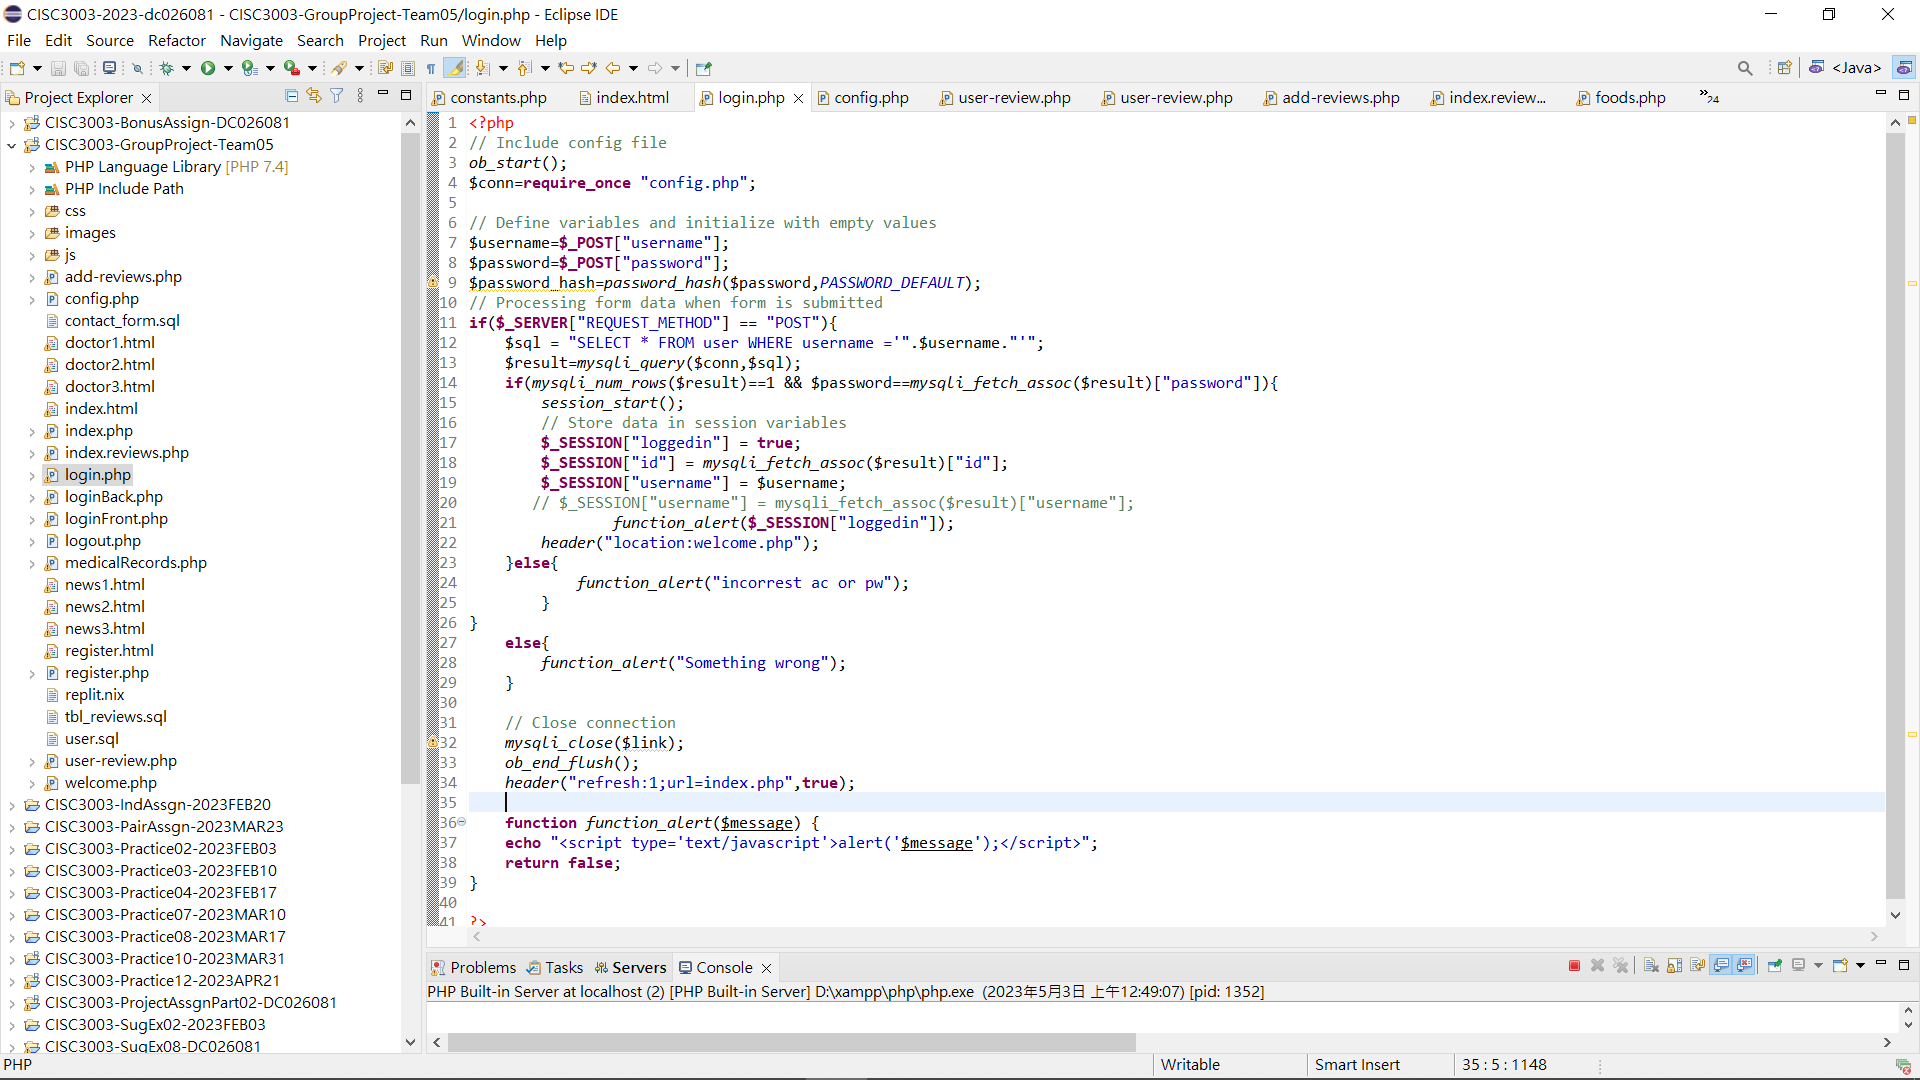 CISC3003-2023-dc026081 - CISC3003-GroupProject-Team05/login.php - Eclipse IDE
File Edit Source Refactor Navigate Search Project Run Window Help
<Java>
Project Explorer
CISC3003-BonusAssign-DC026081
CISC3003-GroupProject-Team05
PHP Language Library [PHP 7.4]
PHP Include Path
css
images
js
add-reviews.php
config.php
contact_form.sql
doctor1.html
doctor2.html
doctor3.html
index.html
index.php
index.reviews.php
login.php
loginBack.php
loginFront.php
logout.php
medicalRecords.php
news1.html
news2.html
news3.html
register.html
register.php
replit.nix
tbl_reviews.sql
user.sql
user-review.php
welcome.php
CISC3003-IndAssgn-2023FEB20
CISC3003-PairAssgn-2023MAR23
CISC3003-Practice02-2023FEB03
CISC3003-Practice03-2023FEB10
CISC3003-Practice04-2023FEB17
CISC3003-Practice07-2023MAR10
CISC3003-Practice08-2023MAR17
CISC3003-Practice10-2023MAR31
CISC3003-Practice12-2023APR21
CISC3003-ProjectAssgnPart02-DC026081
CISC3003-SugEx02-2023FEB03
CISC3003-SugEx08-DC026081
constants.php index.html login.php config.php user-review.php user-review.php add-reviews.php index.review... foods.php »24
1 <?php
2 // Include config file
3 ob_start();
4 $conn=require_once "config.php";
5
6 // Define variables and initialize with empty values
7 $username=$_POST["username"];
8 $password=$_POST["password"];
9 $password_hash=password_hash($password,PASSWORD_DEFAULT);
10 // Processing form data when form is submitted
11 if($_SERVER["REQUEST_METHOD"] == "POST"){
12 $sql = "SELECT * FROM user WHERE username ='".$username."'";
13 $result=mysqli_query($conn,$sql);
14 if(mysqli_num_rows($result)==1 && $password==mysqli_fetch_assoc($result)["password"]){
15 session_start();
16 // Store data in session variables
17 $_SESSION["loggedin"] = true;
18 $_SESSION["id"] = mysqli_fetch_assoc($result)["id"];
19 $_SESSION["username"] = $username;
20 // $_SESSION["username"] = mysqli_fetch_assoc($result)["username"];
21 function_alert($_SESSION["loggedin"]);
22 header("location:welcome.php");
23 }else{
24 function_alert("incorrest ac or pw");
25 }
26 }
27 else{
28 function_alert("Something wrong");
29 }
30
31 // Close connection
32 mysqli_close($link);
33 ob_end_flush();
34 header("refresh:1;url=index.php",true);
35
36 function function_alert($message) {
37 echo "<script type='text/javascript'>alert('$message');</script>";
38 return false;
39 }
40
41 ?>
Problems Tasks Servers Console
PHP Built-in Server at localhost (2) [PHP Built-in Server] D:\xampp\php\php.exe (2023年5月3日 上午12:49:07) [pid: 1352]
PHP Writable Smart Insert 35 : 5 : 1148